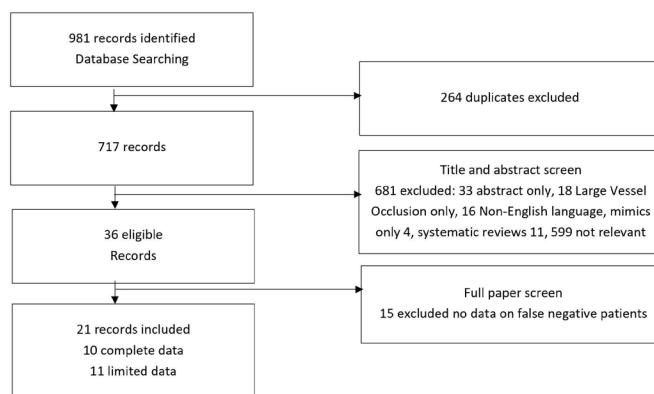 981 records identified
Database Searching
264 duplicates excluded
717 records
Title and abstract screen
681 excluded: 33 abstract only, 18 Large Vessel
Occlusion only, 16 Non-English language, mimics
only 4, systematic reviews 11, 599 not relevant
36 eligible
Records
Full paper screen
15 excluded no data on false negative patients
21 records included
10 complete data
11 limited data